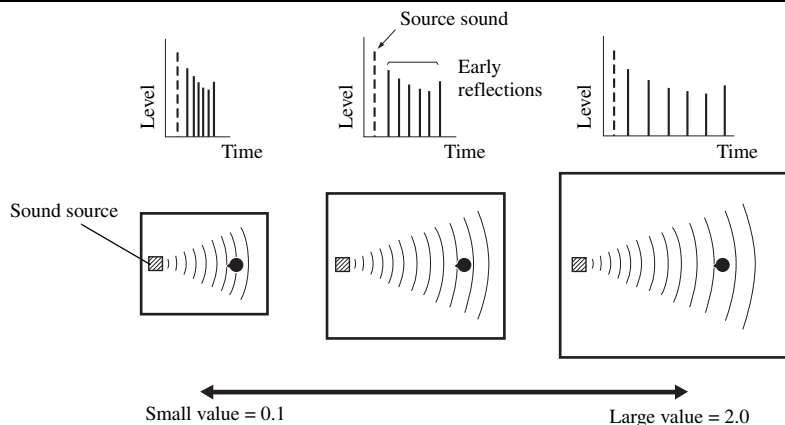 Source sound
Early
reflections
Level
Time
Level
Time
Level
Time
Sound source
Small value = 0.1
Large value = 2.0